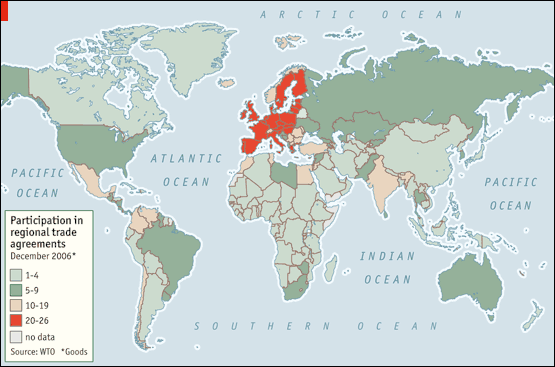 ARCTIC OCEAN
ATLANTIC
OCEAN
PACIFIC
OCEAN
PACIFIC
OCEAN
INDIAN
OCEAN
SOUTHERN OCEAN
Participation in
regional trade
agreements
December 2006*
1-4
5-9
10-19
20-26
no data
Source: WTO *Goods